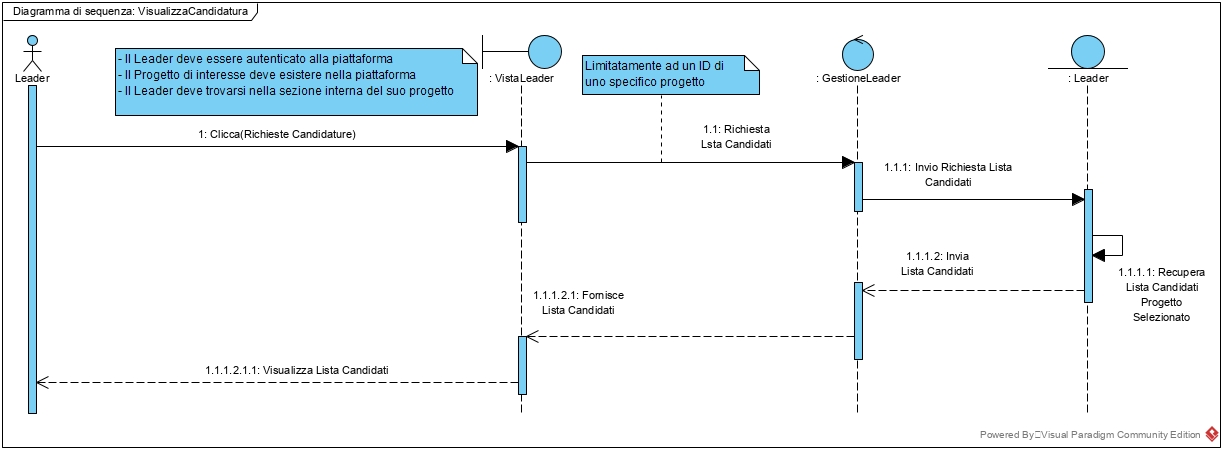 Diagramma di sequenza: VisualizzaCandidatura
Leader
- Il Leader deve essere autenticato alla piattaforma
- Il Progetto di interesse deve esistere nella piattaforma
- Il Leader deve trovarsi nella sezione interna del suo progetto
: VistaLeader
Limitatamente ad un ID di
uno specifico progetto
: GestioneLeader
: Leader
1: Clicca(Richieste Candidature)
1.1: Richiesta
Lsta Candidati
1.1.1: Invio Richiesta Lista
Candidati
1.1.1.1: Recupera
Lista Candidati
Progetto
Selezionato
1.1.1.2: Invia
Lista Candidati
1.1.1.2.1: Fornisce
Lista Candidati
1.1.1.2.1.1: Visualizza Lista Candidati
Powered By Visual Paradigm Community Edition